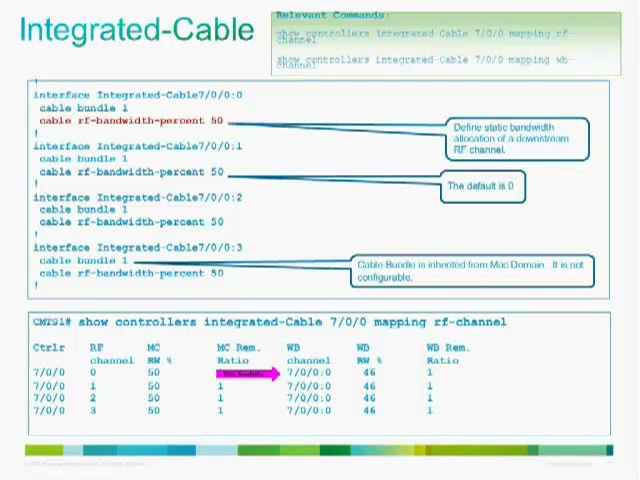 Integrated-Cable
Relevant Commands:
show controllers integrated-Cable 7/0/0 mapping rf-
channel
show controllers integrated-Cable 7/0/0 mapping wb-
channel
!
interface Integrated-Cable7/0/0:0
cable bundle 1
cable rf-bandwidth-percent 50
!
interface Integrated-Cable7/0/0:1
cable bundle 1
cable rf-bandwidth-percent 50
!
interface Integrated-Cable7/0/0:2
cable bundle 1
cable rf-bandwidth-percent 50
!
interface Integrated-Cable7/0/0:3
cable bundle 1
cable rf-bandwidth-percent 50
!
Define static bandwidth
allocation of a downstream
RF channel.
The default is 0
Cable Bundle is inherited from Mac Domain. It is not
configurable.
CMTS1# show controllers integrated-Cable 7/0/0 mapping rf-channel
Ctrlr RF MC MC Rem. WB WB WB Rem.
channel BW % Ratio channel BW % Ratio
7/0/0 0 50 7/0/0:0 46 1
7/0/0 1 50 1 7/0/0:0 46 1
7/0/0 2 50 1 7/0/0:0 46 1
7/0/0 3 50 1 7/0/0:0 46 1